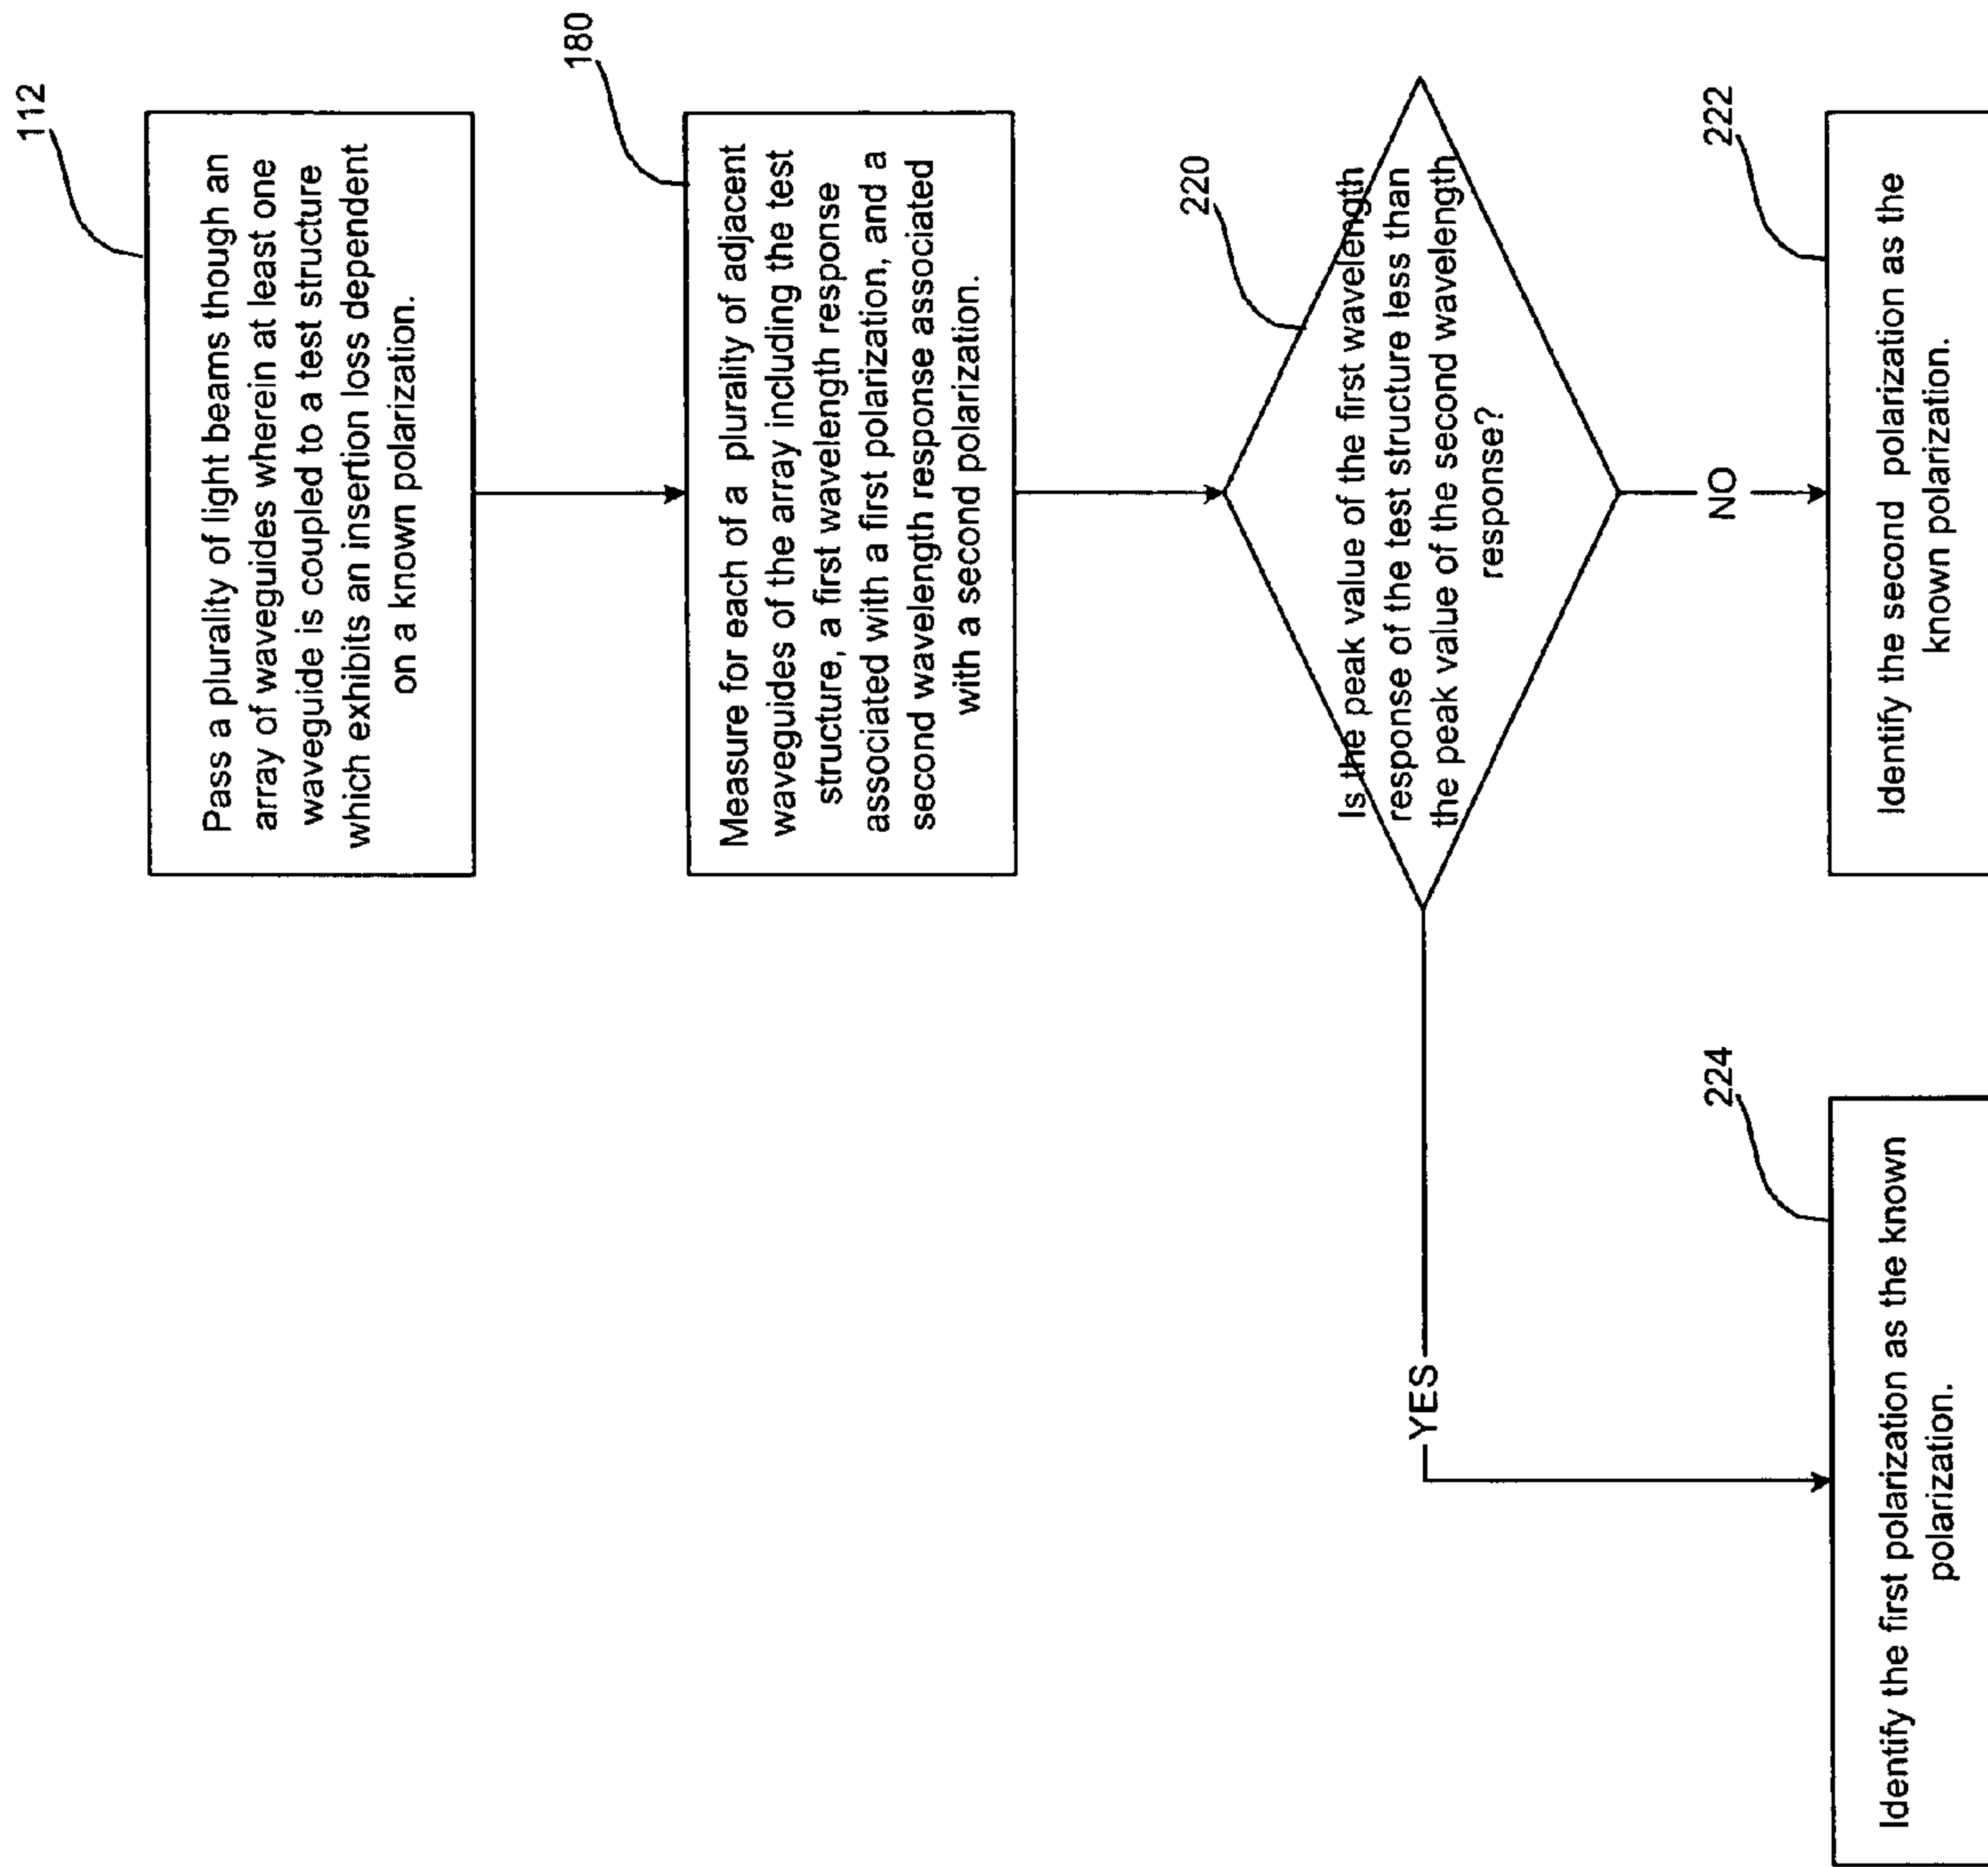 112
Pass a plurality of light beams though an
array of waveguides wherein at least one
waveguide is coupled to a test structure
which exhibits an insertion loss dependent
on a known polarization.
180
Measure for each of a plurality of adjacent
waveguides of the array including the test
structure, a first wavelength response
associated with a first polarization, and a
second wavelength response associated
with a second polarization.
220
Is the peak value of the first wavelength
response of the test structure less than
the peak value of the second wavelength
response?
YES
NO
224
Identify the first polarization as the known
polarization.
222
Identify the second polarization as the
known polarization.